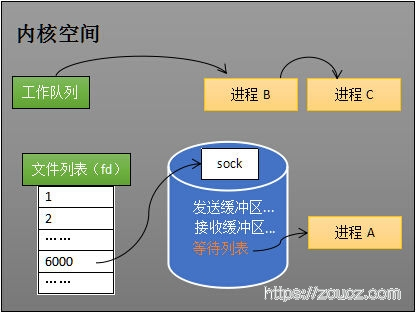 内核空间
工作队列
进程 B
进程 C
文件列表（fd）
1
2
……
6000
……
sock
发送缓冲区...
接收缓冲区...
等待列表
进程 A
https://zouoz.com